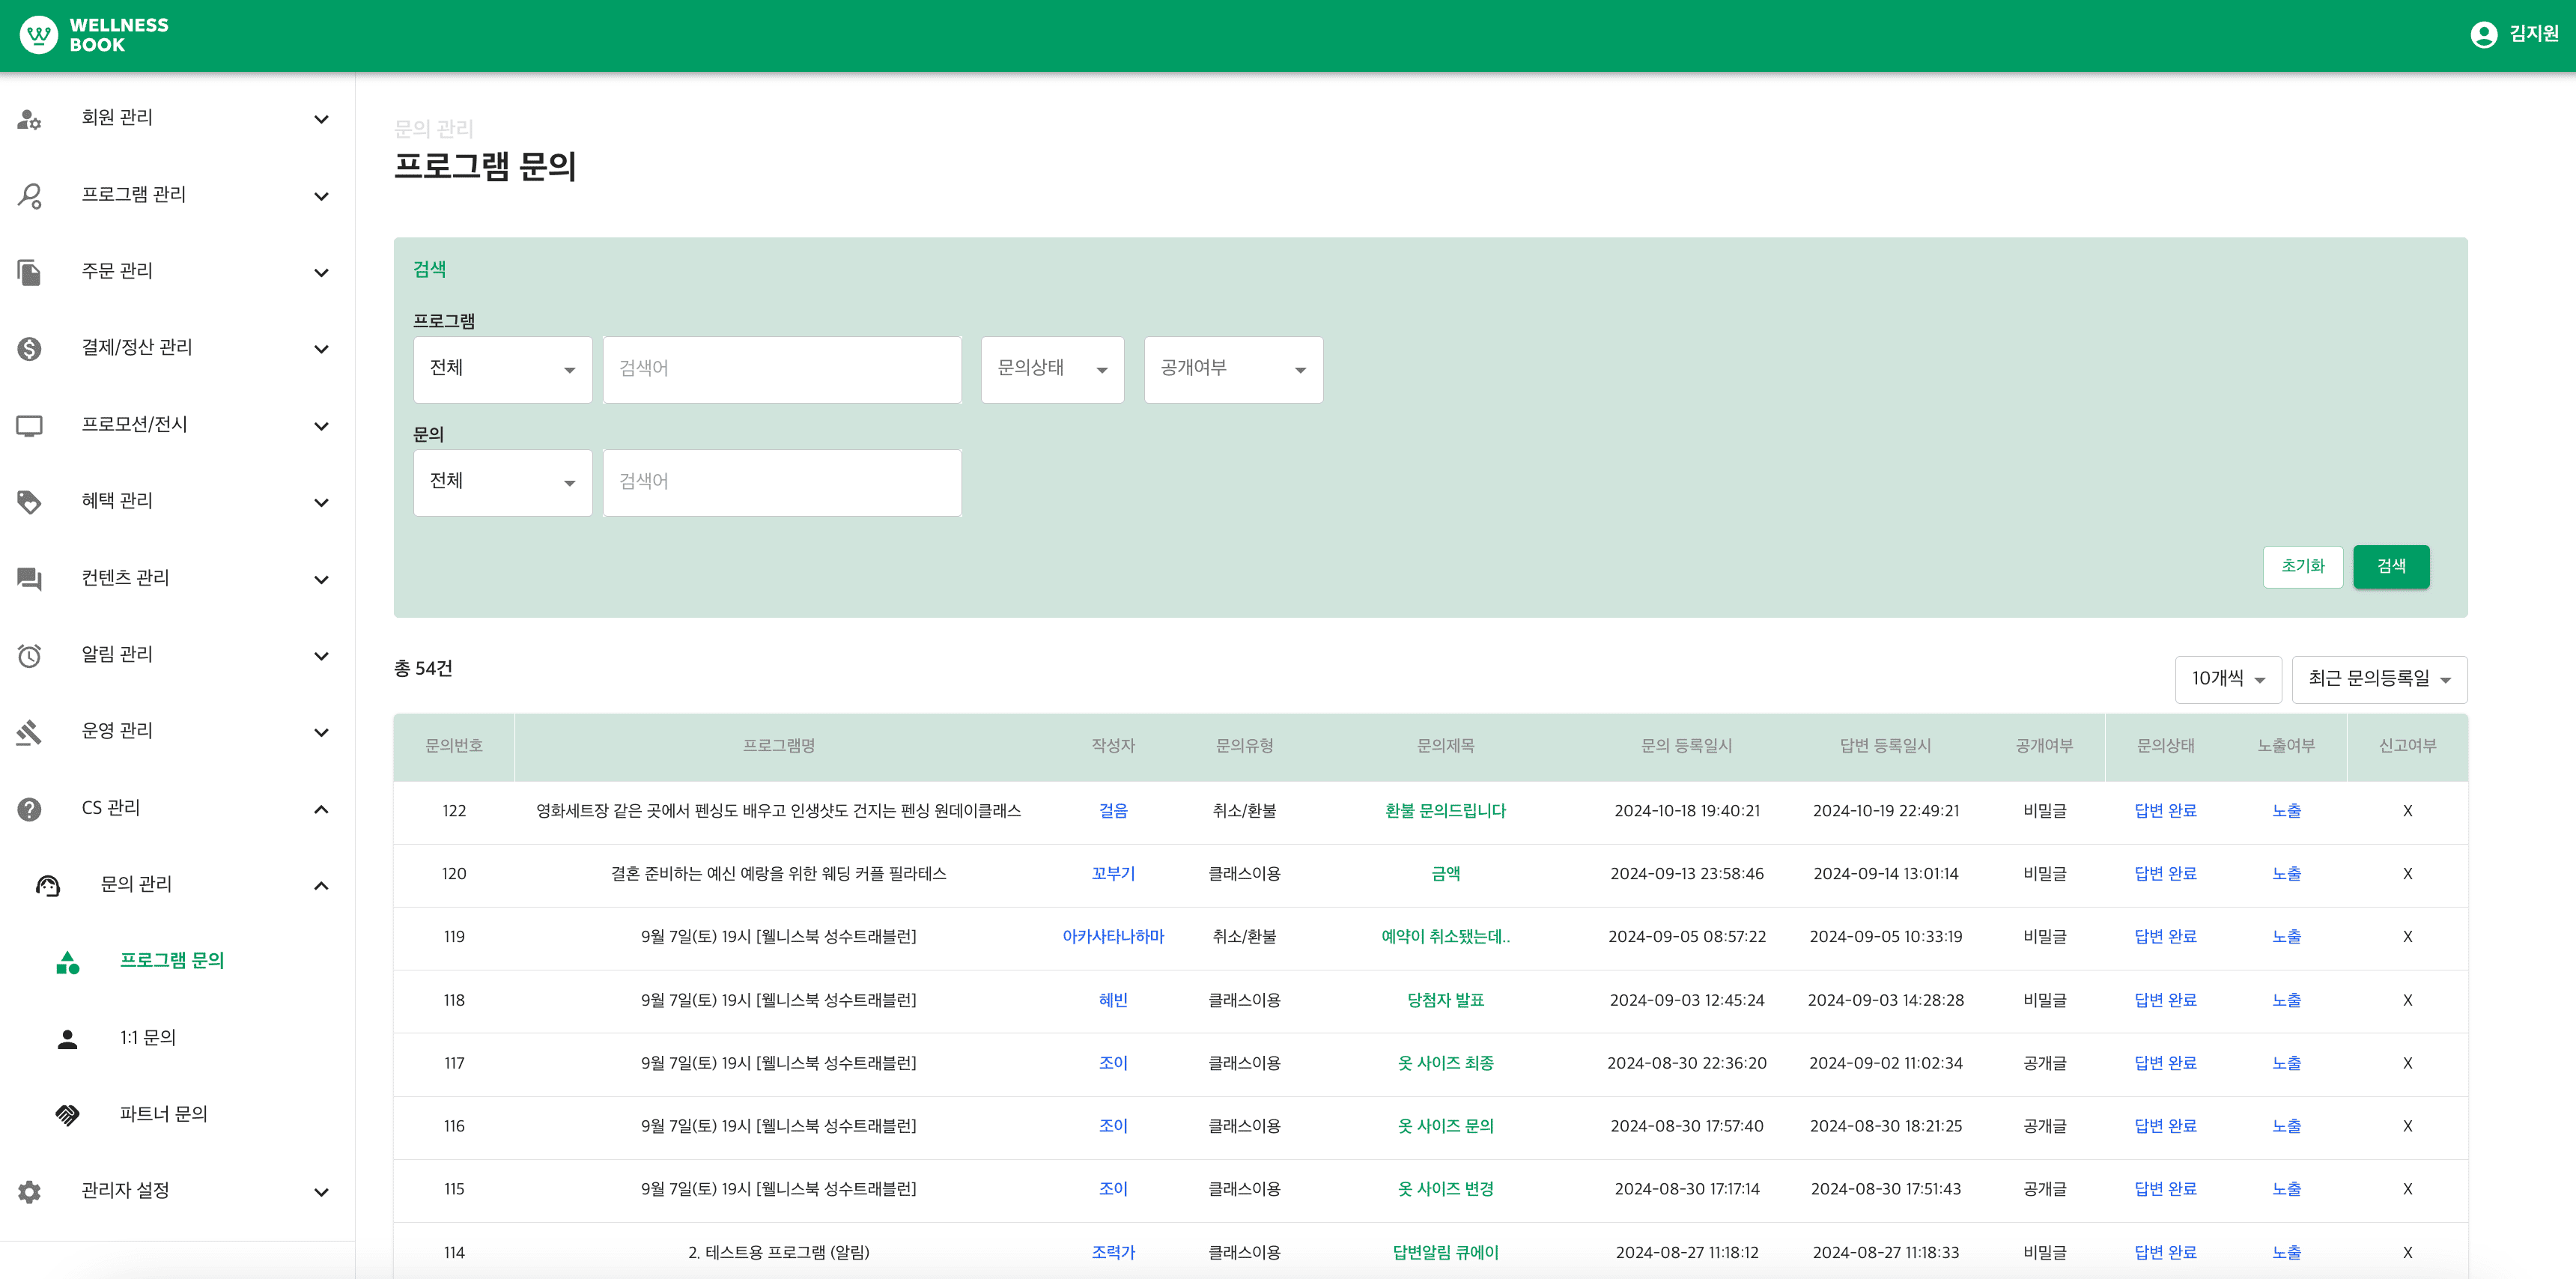 WELLNESS
BOOK
김지원
회원 관리
프로그램 관리
주문 관리
결제/정산 관리
프로모션/전시
혜택 관리
컨텐츠 관리
알림 관리
운영 관리
CS 관리
문의 관리
프로그램 문의
1:1 문의
파트너 문의
관리자 설정
문의 관리
프로그램 문의
검색
프로그램
전체 검색어 문의상태 공개여부
문의
전체 검색어
초기화 검색
총 54건
10개씩 최근 문의등록일
문의번호 프로그램명 작성자 문의유형 문의제목 문의 등록일시 답변 등록일시 공개여부 문의상태 노출여부 신고여부
122 영화세트장 같은 곳에서 펜싱도 배우고 인생샷도 건지는 펜싱 원데이클래스 걸음 취소/환불 환불 문의드립니다 2024-10-18 19:40:21 2024-10-19 22:49:21 비밀글 답변 완료 노출 X
120 결혼 준비하는 예신 예랑을 위한 웨딩 커플 필라테스 꼬부기 클래스이용 금액 2024-09-13 23:58:46 2024-09-14 13:01:14 비밀글 답변 완료 노출 X
119 9월 7일(토) 19시 [웰니스북 성수트래블런] 아카사타나하마 취소/환불 예약이 취소됐는데.. 2024-09-05 08:57:22 2024-09-05 10:33:19 비밀글 답변 완료 노출 X
118 9월 7일(토) 19시 [웰니스북 성수트래블런] 혜빈 클래스이용 당첨자 발표 2024-09-03 12:45:24 2024-09-03 14:28:28 비밀글 답변 완료 노출 X
117 9월 7일(토) 19시 [웰니스북 성수트래블런] 조이 클래스이용 옷 사이즈 최종 2024-08-30 22:36:20 2024-09-02 11:02:34 공개글 답변 완료 노출 X
116 9월 7일(토) 19시 [웰니스북 성수트래블런] 조이 클래스이용 옷 사이즈 문의 2024-08-30 17:57:40 2024-08-30 18:21:25 공개글 답변 완료 노출 X
115 9월 7일(토) 19시 [웰니스북 성수트래블런] 조이 클래스이용 옷 사이즈 변경 2024-08-30 17:17:14 2024-08-30 17:51:43 공개글 답변 완료 노출 X
114 2. 테스트용 프로그램 (알림) 조력가 클래스이용 답변알림 큐에이 2024-08-27 11:18:12 2024-08-27 11:18:33 비밀글 답변 완료 노출 X